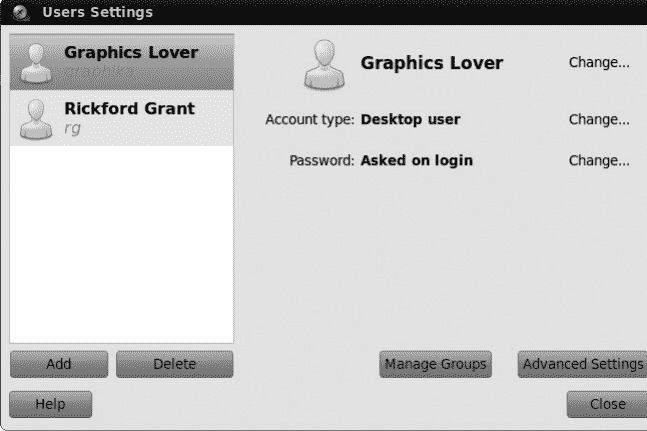 Users Settings
Graphics Lover
graphika
Rickford Grant
rg
Graphics Lover Change...
Account type: Desktop user Change...
Password: Asked on login Change...
Add Delete Manage Groups Advanced Settings
Help Close